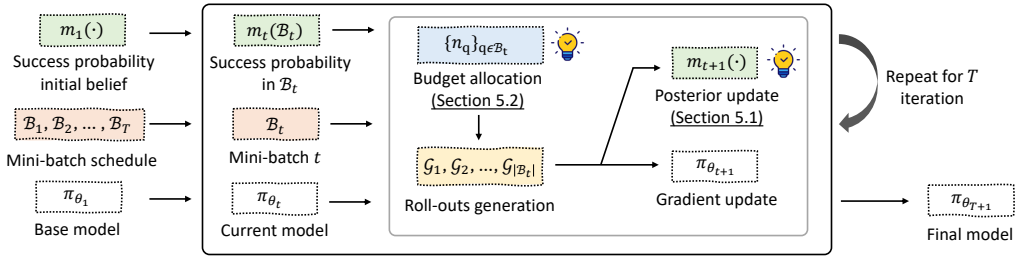 m₁(·)
Success probability
initial belief
ℬ₁, ℬ₂, … , ℬ_T
Mini-batch schedule
π_θ₁
Base model
m_t(ℬ_t)
Success probability
in ℬ_t
ℬ_t
Mini-batch t
π_θ_t
Current model
{n_q}_q∈ℬ_t
Budget allocation
(Section 5.2)
𝒢₁, 𝒢₂, …, 𝒢_|ℬ_t|
Roll-outs generation
m_t+1(·)
Posterior update
(Section 5.1)
π_θ_t+1
Gradient update
Repeat for T
iteration
π_θ_T+1
Final model